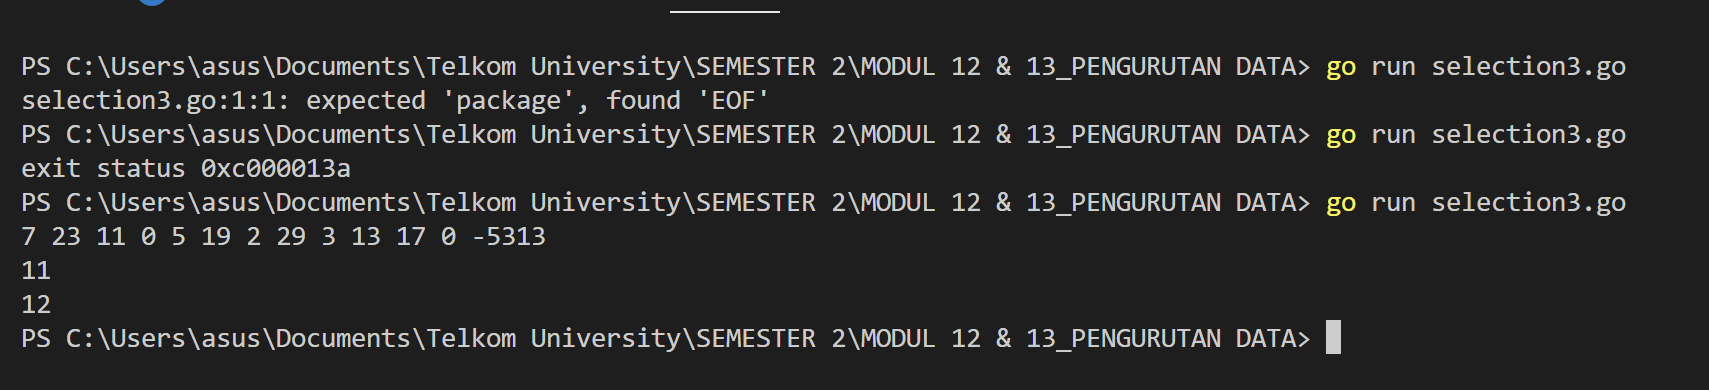 PS C:\Users\asus\Documents\Telkom University\SEMESTER 2\MODUL 12 & 13_PENGURUTAN DATA> go run selection3.go
selection3.go:1:1: expected 'package', found 'EOF'
PS C:\Users\asus\Documents\Telkom University\SEMESTER 2\MODUL 12 & 13_PENGURUTAN DATA> go run selection3.go
exit status 0xc000013a
PS C:\Users\asus\Documents\Telkom University\SEMESTER 2\MODUL 12 & 13_PENGURUTAN DATA> go run selection3.go
7 23 11 0 5 19 2 29 3 13 17 0 -5313
11
12
PS C:\Users\asus\Documents\Telkom University\SEMESTER 2\MODUL 12 & 13_PENGURUTAN DATA>